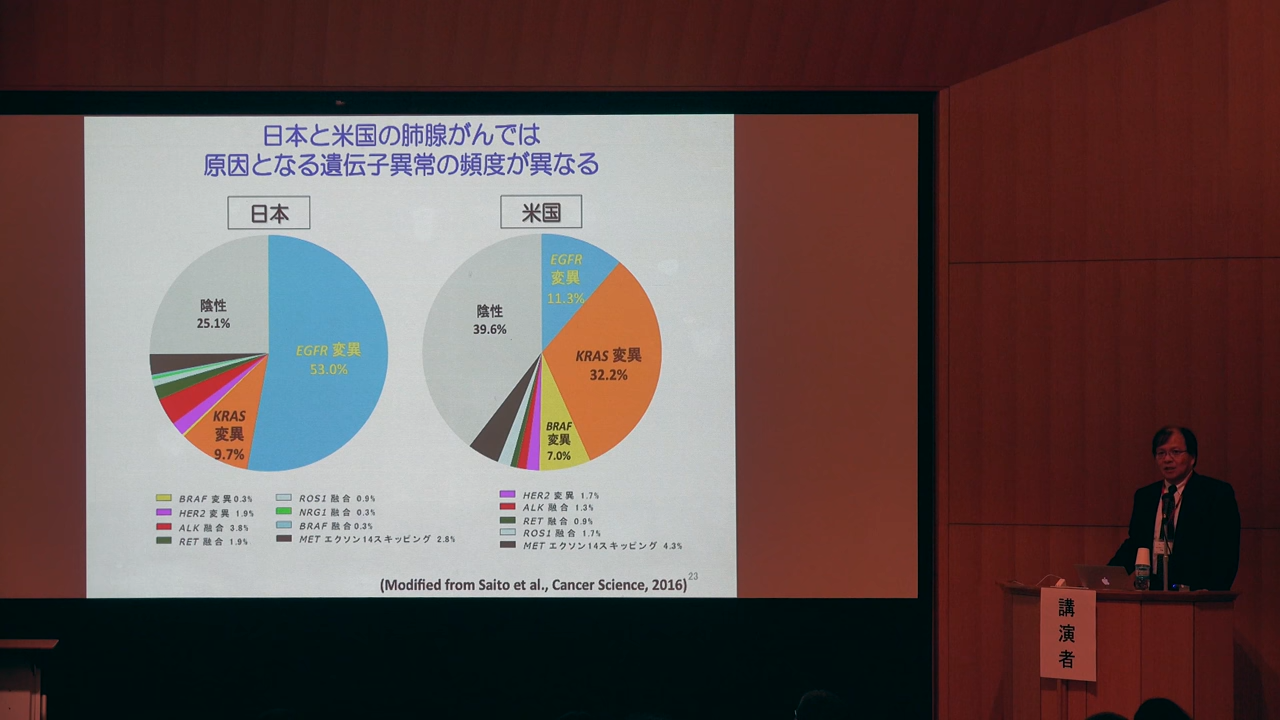 日本と米国の肺腺がんでは
原因となる遺伝子異常の頻度が異なる
日本
米国
陰性
25.1%
EGFR 変異
53.0%
KRAS
変異
9.7%
EGFR
変異
11.3%
陰性
39.6%
KRAS 変異
32.2%
BRAF
変異
7.0%
BRAF 変異 0.3%
HER2 変異 1.9%
ALK 融合 3.8%
RET 融合 1.9%
ROS1 融合 0.9%
NRG1 融合 0.3%
BRAF 融合 0.3%
MET エクソン14スキッピング 2.8%
HER2 変異 1.7%
ALK 融合 1.3%
RET 融合 0.9%
ROS1 融合 1.7%
MET エクソン14スキッピング 4.3%
(Modified from Saito et al., Cancer Science, 2016)
23
講演者